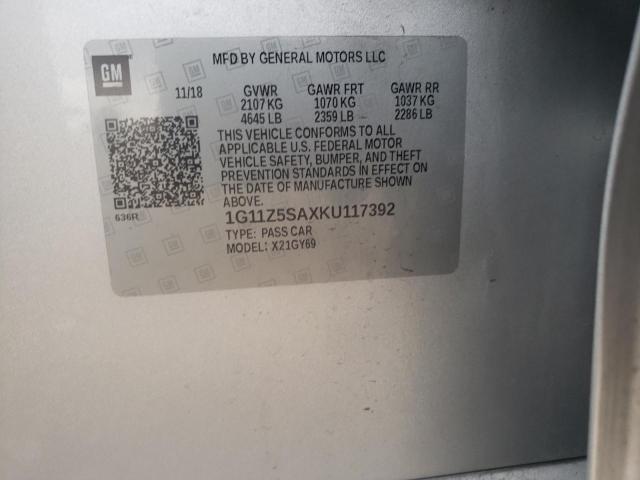 GM
MFD BY GENERAL MOTORS LLC
11/18 GVWR GAWR FRT GAWR RR
2107 KG 1070 KG 1037 KG
4645 LB 2359 LB 2286 LB
THIS VEHICLE CONFORMS TO ALL
APPLICABLE U.S. FEDERAL MOTOR
VEHICLE SAFETY, BUMPER, AND THEFT
PREVENTION STANDARDS IN EFFECT ON
THE DATE OF MANUFACTURE SHOWN
ABOVE.
636R
1G11Z5SAXKU117392
TYPE: PASS CAR
MODEL: X21GY69